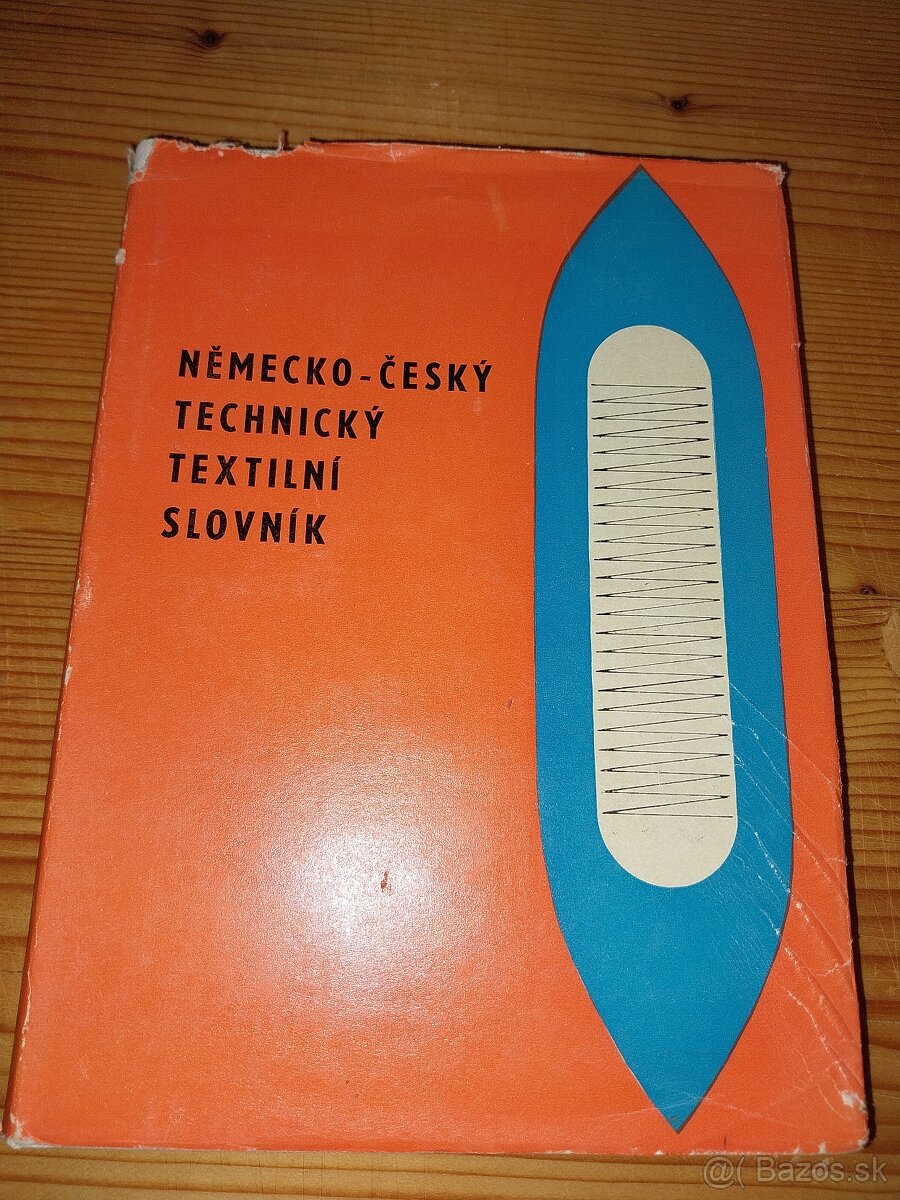 NĚMECKO-ČESKÝ
TECHNICKÝ
TEXTILNÍ
SLOVNÍK
@( Bazoš.sk